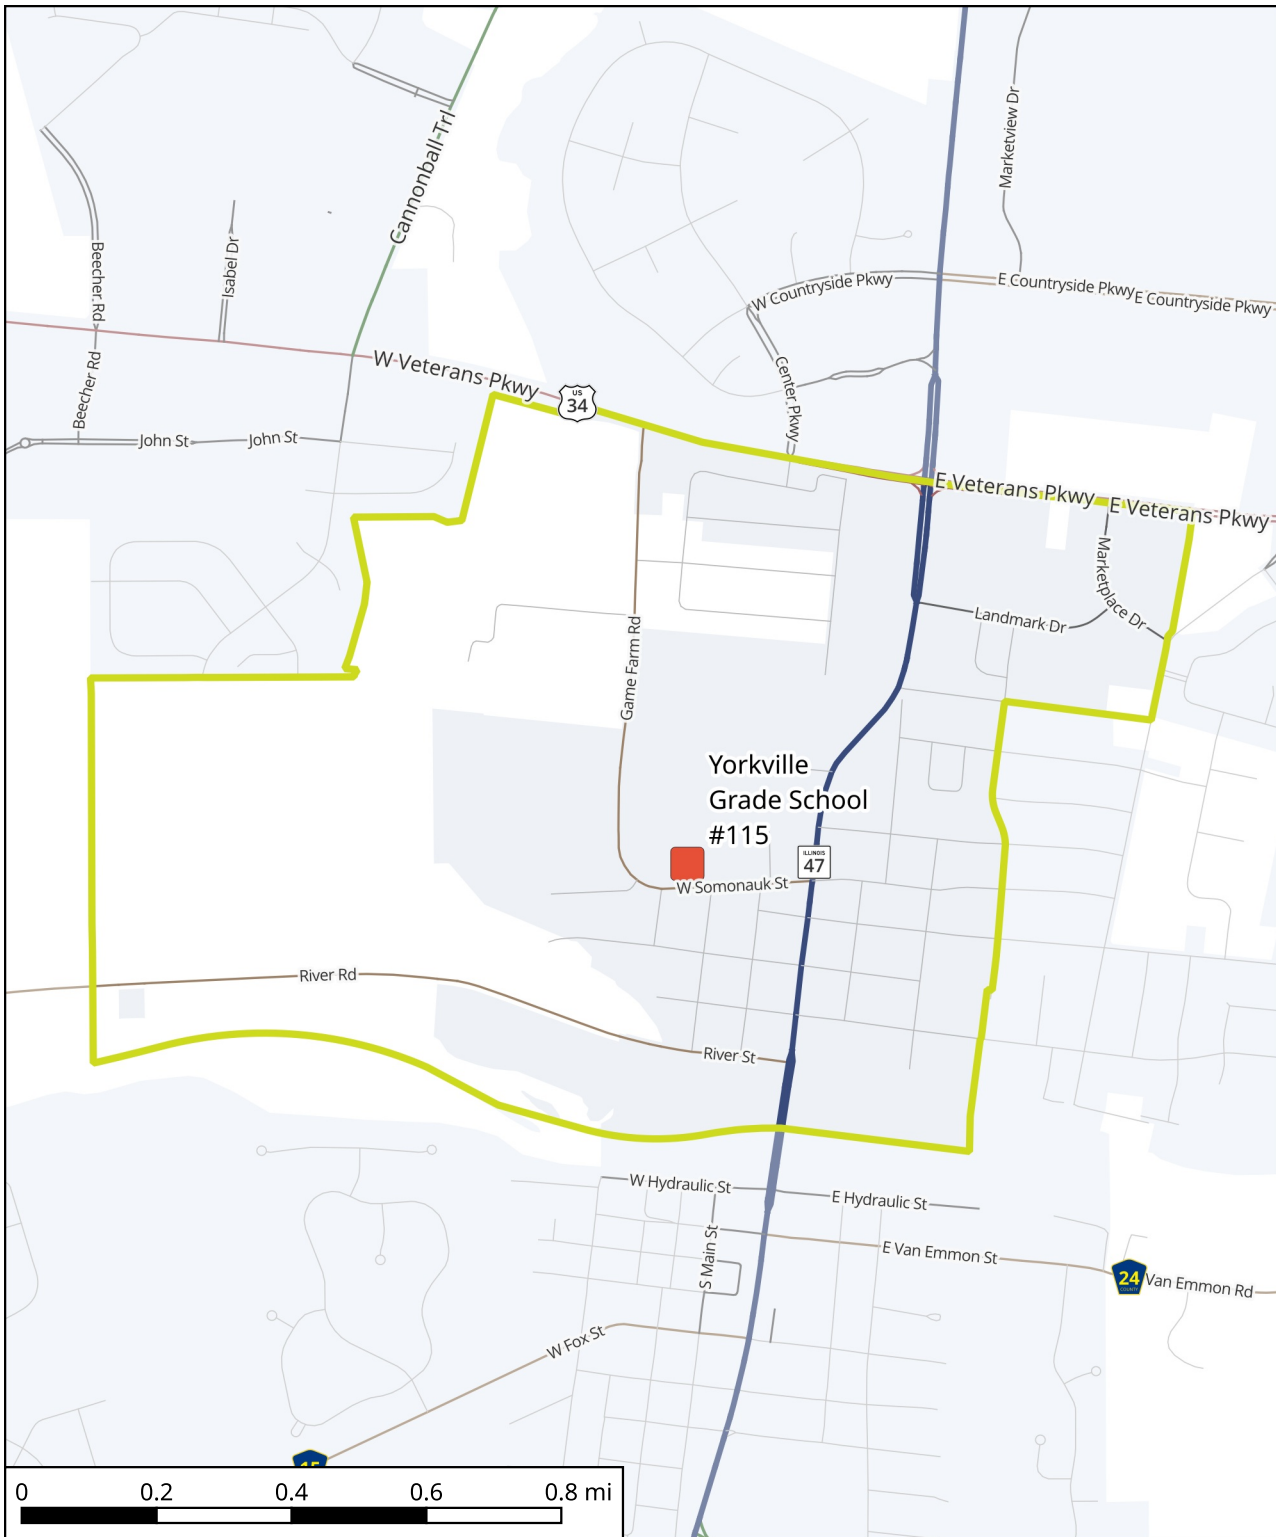 Cannonball Trl
Marketview Dr
Beecher Rd
Isabel Dr
W Countryside Pkwy
E Countryside Pkwy
E Countryside Pkwy
W Veterans Pkwy
US
34
Beecher Rd
Center Pkwy
John St
John St
E Veterans Pkwy
E Veterans Pkwy
Marketplace Dr
Landmark Dr
Game Farm Rd
Yorkville
Grade School
#115
ILLINOIS
47
W Somonauk St
River Rd
River St
W Hydraulic St
E Hydraulic St
S Main St
E Van Emmon St
24
COUNTY
Van Emmon Rd
W Fox St
15
0 0.2 0.4 0.6 0.8 mi